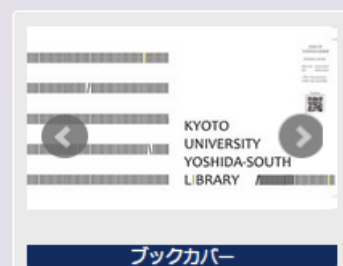 KYOTO
UNIVERSITY
YOSHIDA-SOUTH
LIBRARY
ブックカバー